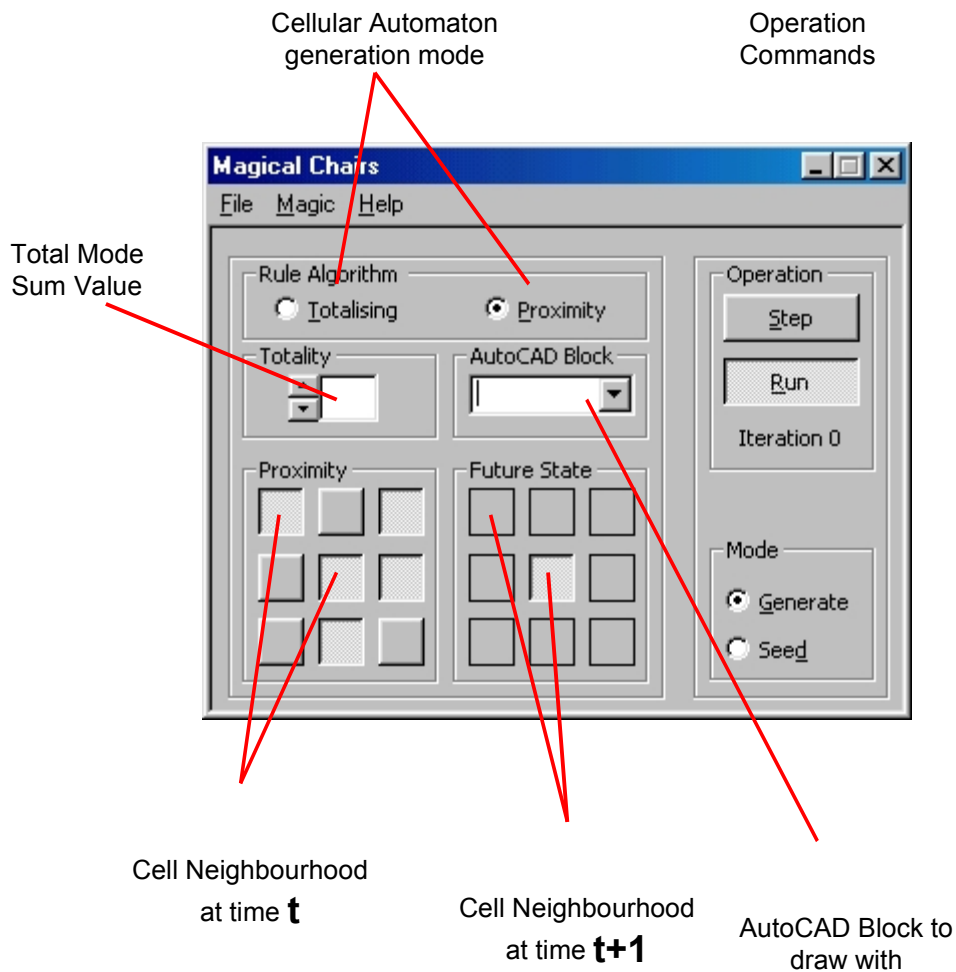 Cellular Automaton
generation mode
Operation
Commands
Magical Chairs
File Magic Help
Total Mode
Sum Value
Rule Algorithm
Totalising Proximity
Operation
Step
Totality
AutoCAD Block
Run
Iteration 0
Proximity
Future State
Mode
Generate
Seed
Cell Neighbourhood
at time t
Cell Neighbourhood
at time t+1
AutoCAD Block to
draw with